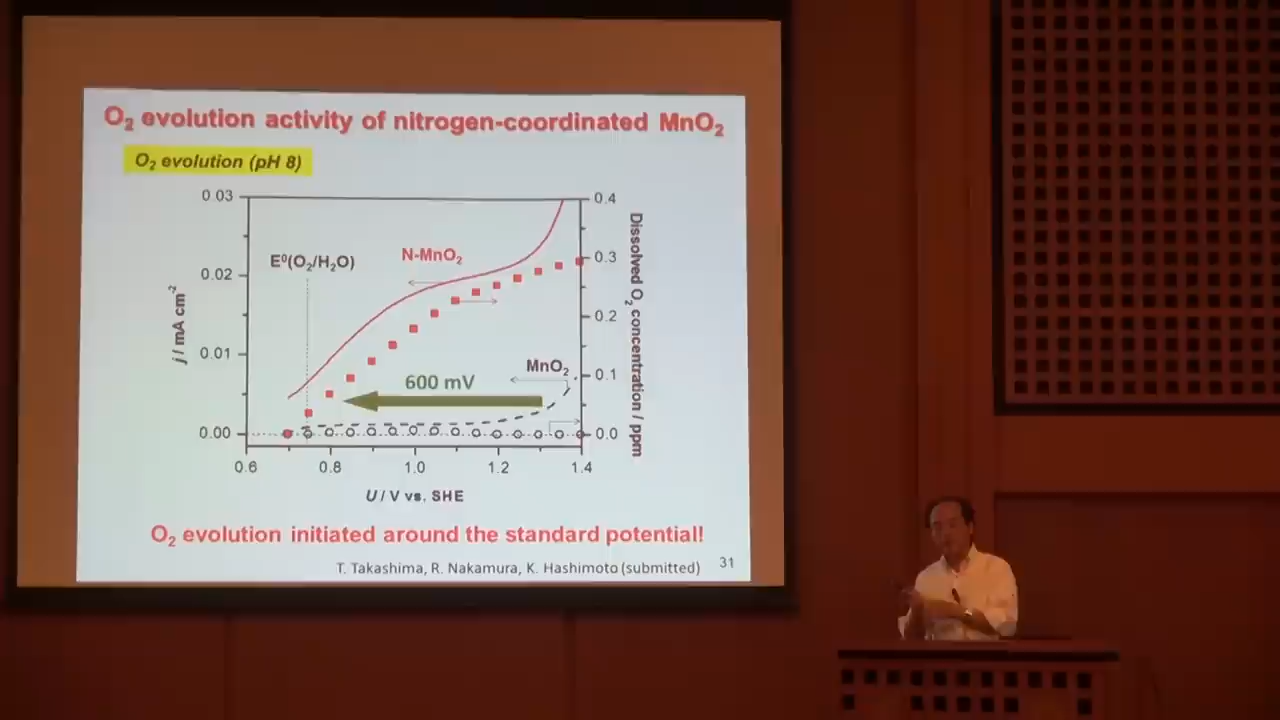 O₂ evolution activity of nitrogen-coordinated MnO₂
O₂ evolution (pH 8)
0.03
0.02
0.01
0.00
j / mA cm⁻²
E⁰(O₂/H₂O)
N-MnO₂
MnO₂
600 mV
0.4
0.3
0.2
0.1
0.0
Dissolved O₂ concentration / ppm
0.6 0.8 1.0 1.2 1.4
U / V vs. SHE
O₂ evolution initiated around the standard potential!
T. Takashima, R. Nakamura, K. Hashimoto (submitted) 31